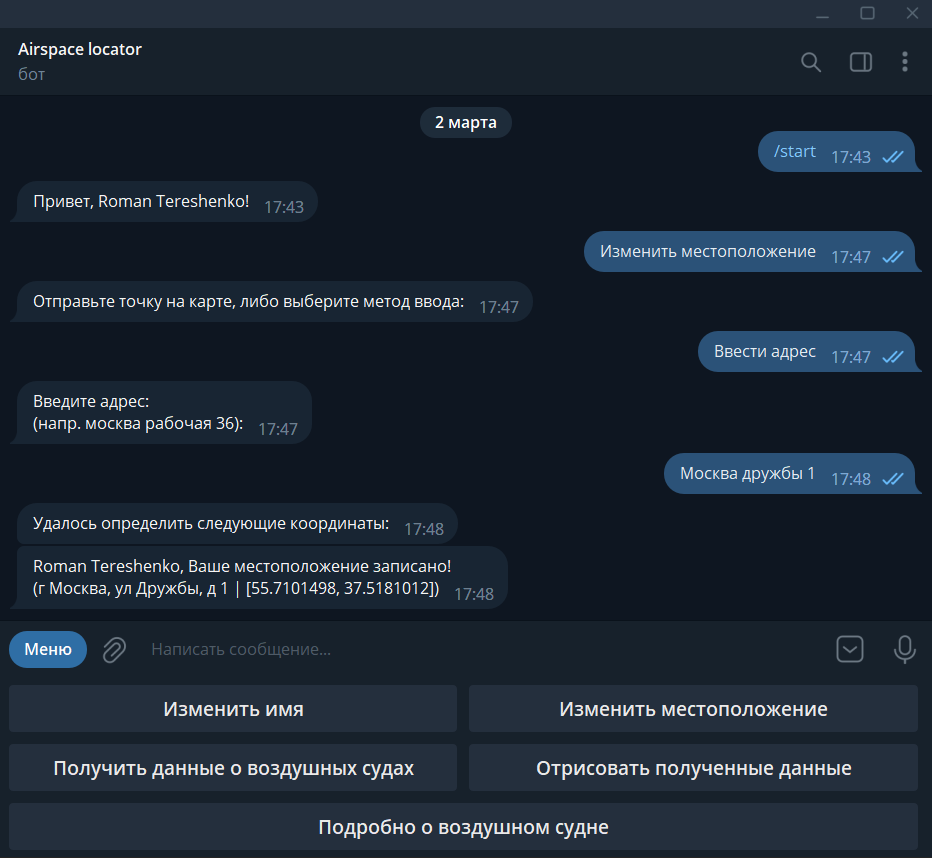 Airspace locator
бот
2 марта
/start 17:43
Привет, Roman Tereshenko! 17:43
Изменить местоположение 17:47
Отправьте точку на карте, либо выберите метод ввода: 17:47
Ввести адрес 17:47
Введите адрес:
(напр. москва рабочая 36): 17:47
Москва дружбы 1 17:48
Удалось определить следующие координаты: 17:48
Roman Tereshenko, Ваше местоположение записано!
(г Москва, ул Дружбы, д 1 | [55.7101498, 37.5181012]) 17:48
Меню Написать сообщение...
Изменить имя Изменить местоположение
Получить данные о воздушных судах Отрисовать полученные данные
Подробно о воздушном судне